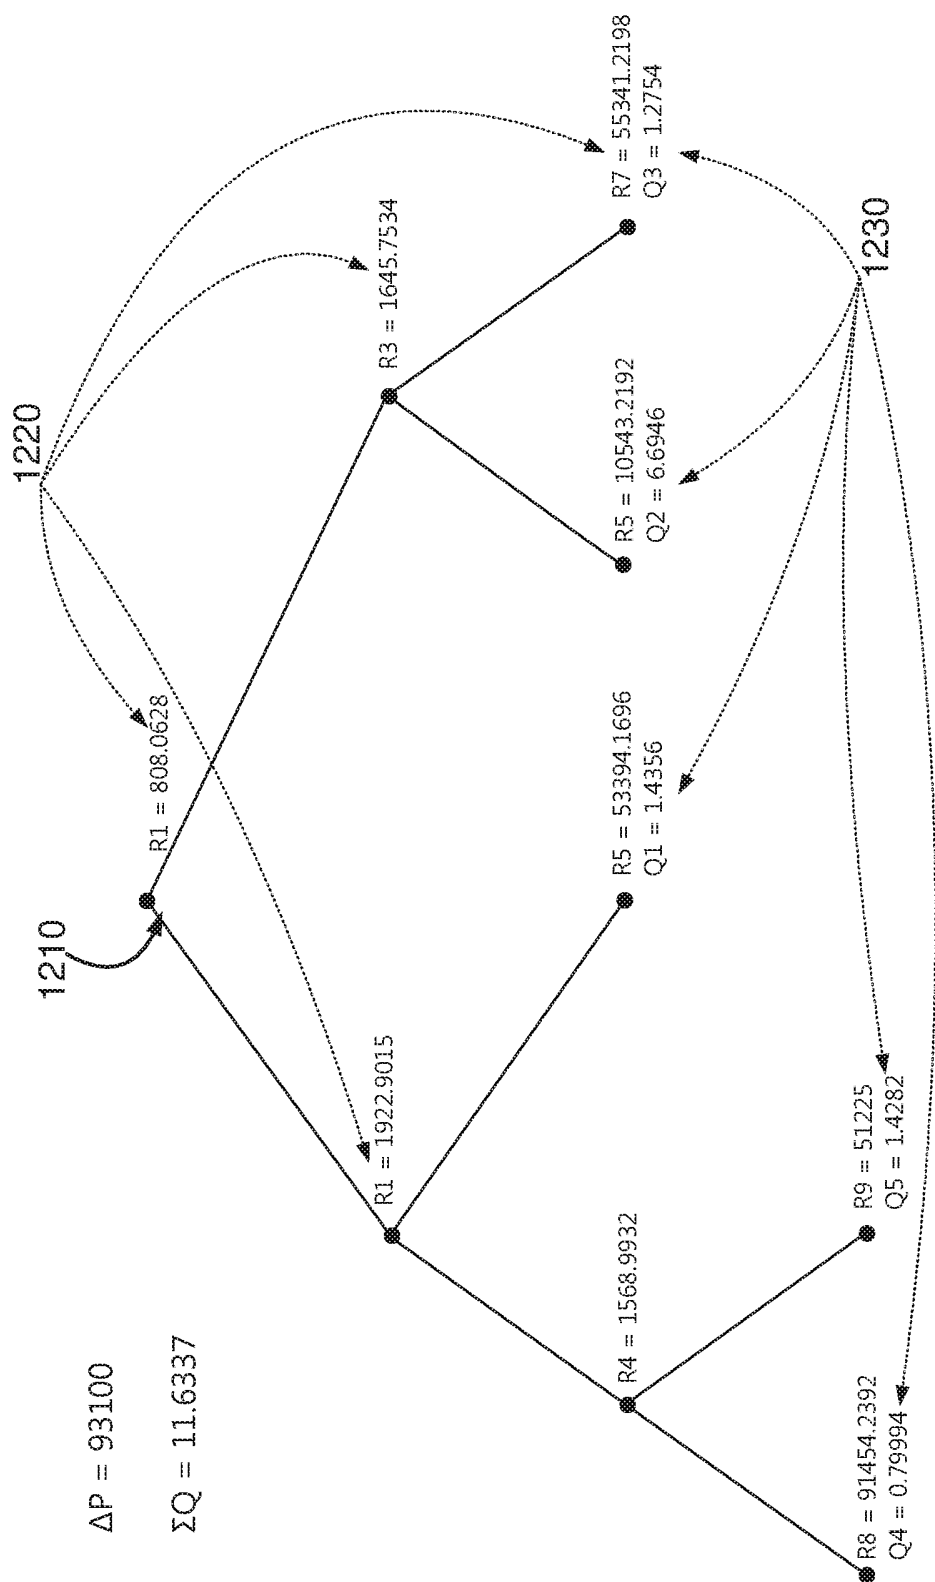 ΔP = 93100
ΣQ = 11.6337
1210
1220
R1 = 808.0628
R1 = 1922.9015
R3 = 1645.7534
R4 = 1568.9932
R5 = 53394.1696
Q1 = 1.4356
R5 = 10543.2192
Q2 = 6.6946
R7 = 55341.2198
Q3 = 1.2754
R8 = 91454.2392
Q4 = 0.79994
R9 = 51225
Q5 = 1.4282
1230